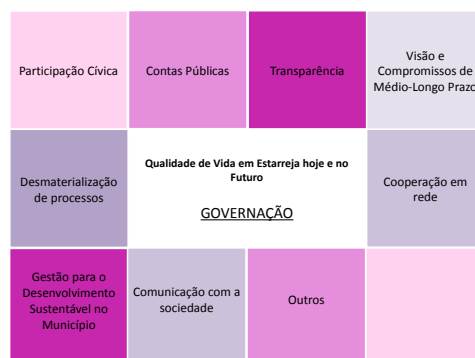 Participação Cívica
Contas Públicas
Transparência
Visão e
Compromissos de
Médio-Longo Prazo
Desmaterialização
de processos
Qualidade de Vida em Estarreja hoje e no
Futuro
GOVERNAÇÃO
Cooperação em
rede
Gestão para o
Desenvolvimento
Sustentável no
Município
Comunicação com a
sociedade
Outros